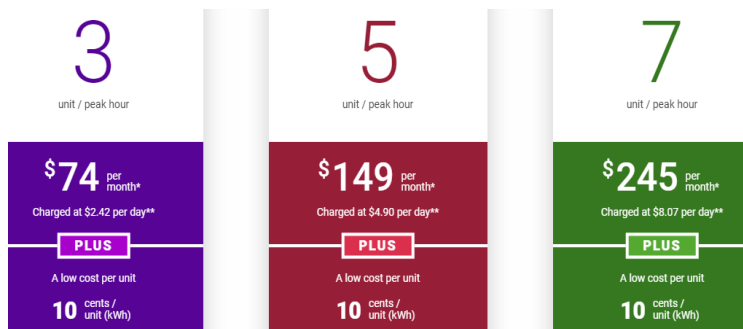 3
unit / peak hour
$74 per month*
Charged at $2.42 per day**
PLUS
A low cost per unit
10 cents / unit (kWh)
5
unit / peak hour
$149 per month*
Charged at $4.90 per day**
PLUS
A low cost per unit
10 cents / unit (kWh)
7
unit / peak hour
$245 per month*
Charged at $8.07 per day**
PLUS
A low cost per unit
10 cents / unit (kWh)